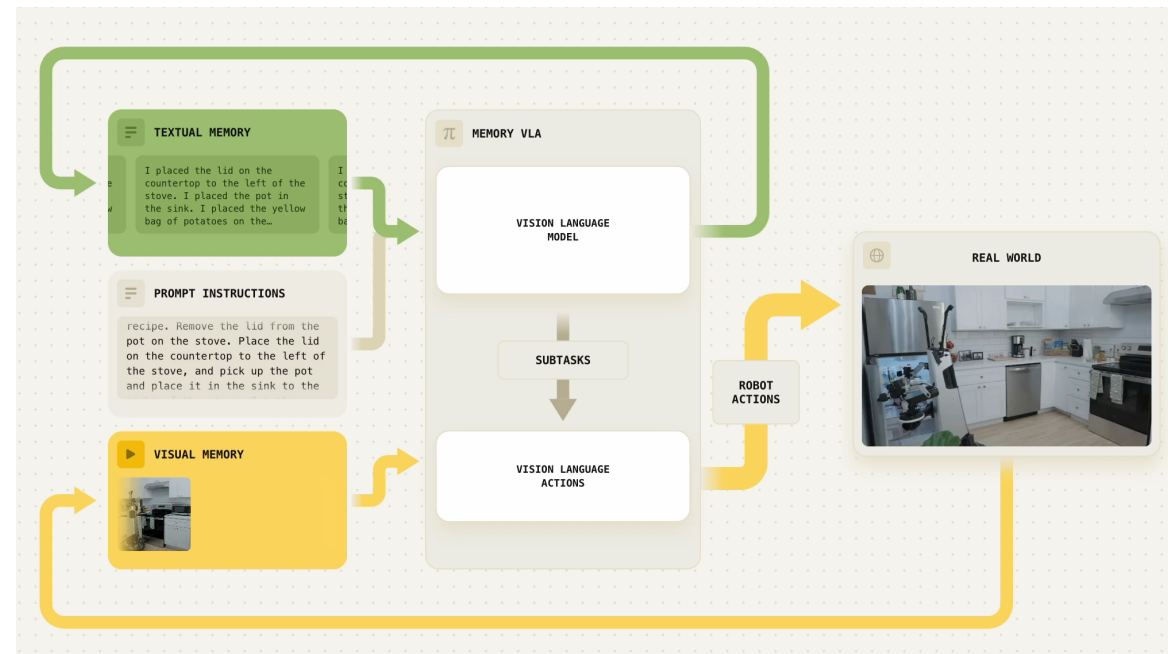 TEXTUAL MEMORY
I placed the lid on the
countertop to the left of the
stove. I placed the pot in
the sink. I placed the yellow
bag of potatoes on the…
PROMPT INSTRUCTIONS
recipe. Remove the lid from the
pot on the stove. Place the lid
on the countertop to the left of
the stove, and pick up the pot
and place it in the sink to the
VISUAL MEMORY
π MEMORY VLA
VISION LANGUAGE
MODEL
SUBTASKS
VISION LANGUAGE
ACTIONS
ROBOT
ACTIONS
REAL WORLD